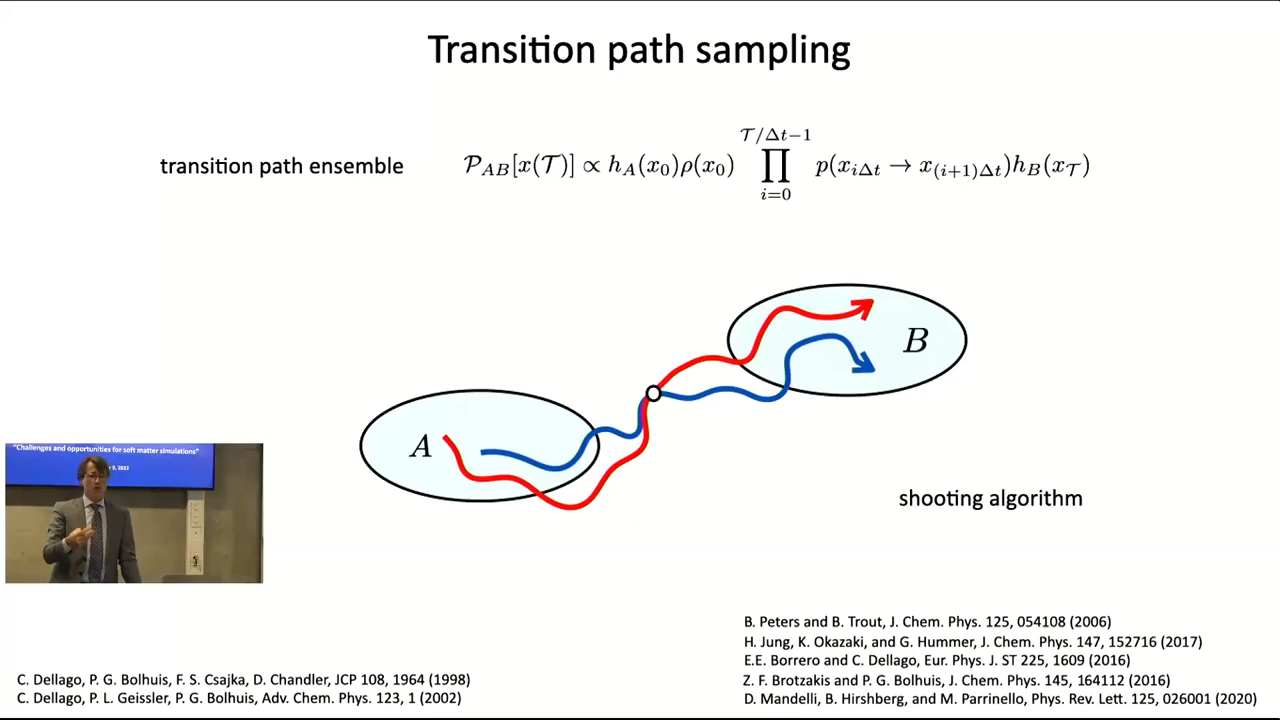 Transition path sampling
transition path ensemble
𝒫_{AB}[x(𝒯)] ∝ h_A(x_0)ρ(x_0) ∏_{i=0}^{𝒯/Δt−1} p(x_{iΔt} → x_{(i+1)Δt})h_B(x_𝒯)
B
A
shooting algorithm
"Challenges and opportunities for soft matter simulations"
9, 2022
B. Peters and B. Trout, J. Chem. Phys. 125, 054108 (2006)
H. Jung, K. Okazaki, and G. Hummer, J. Chem. Phys. 147, 152716 (2017)
E.E. Borrero and C. Dellago, Eur. Phys. J. ST 225, 1609 (2016)
Z. F. Brotzakis and P. G. Bolhuis, J. Chem. Phys. 145, 164112 (2016)
D. Mandelli, B. Hirshberg, and M. Parrinello, Phys. Rev. Lett. 125, 026001 (2020)
C. Dellago, P. G. Bolhuis, F. S. Csajka, D. Chandler, JCP 108, 1964 (1998)
C. Dellago, P. L. Geissler, P. G. Bolhuis, Adv. Chem. Phys. 123, 1 (2002)